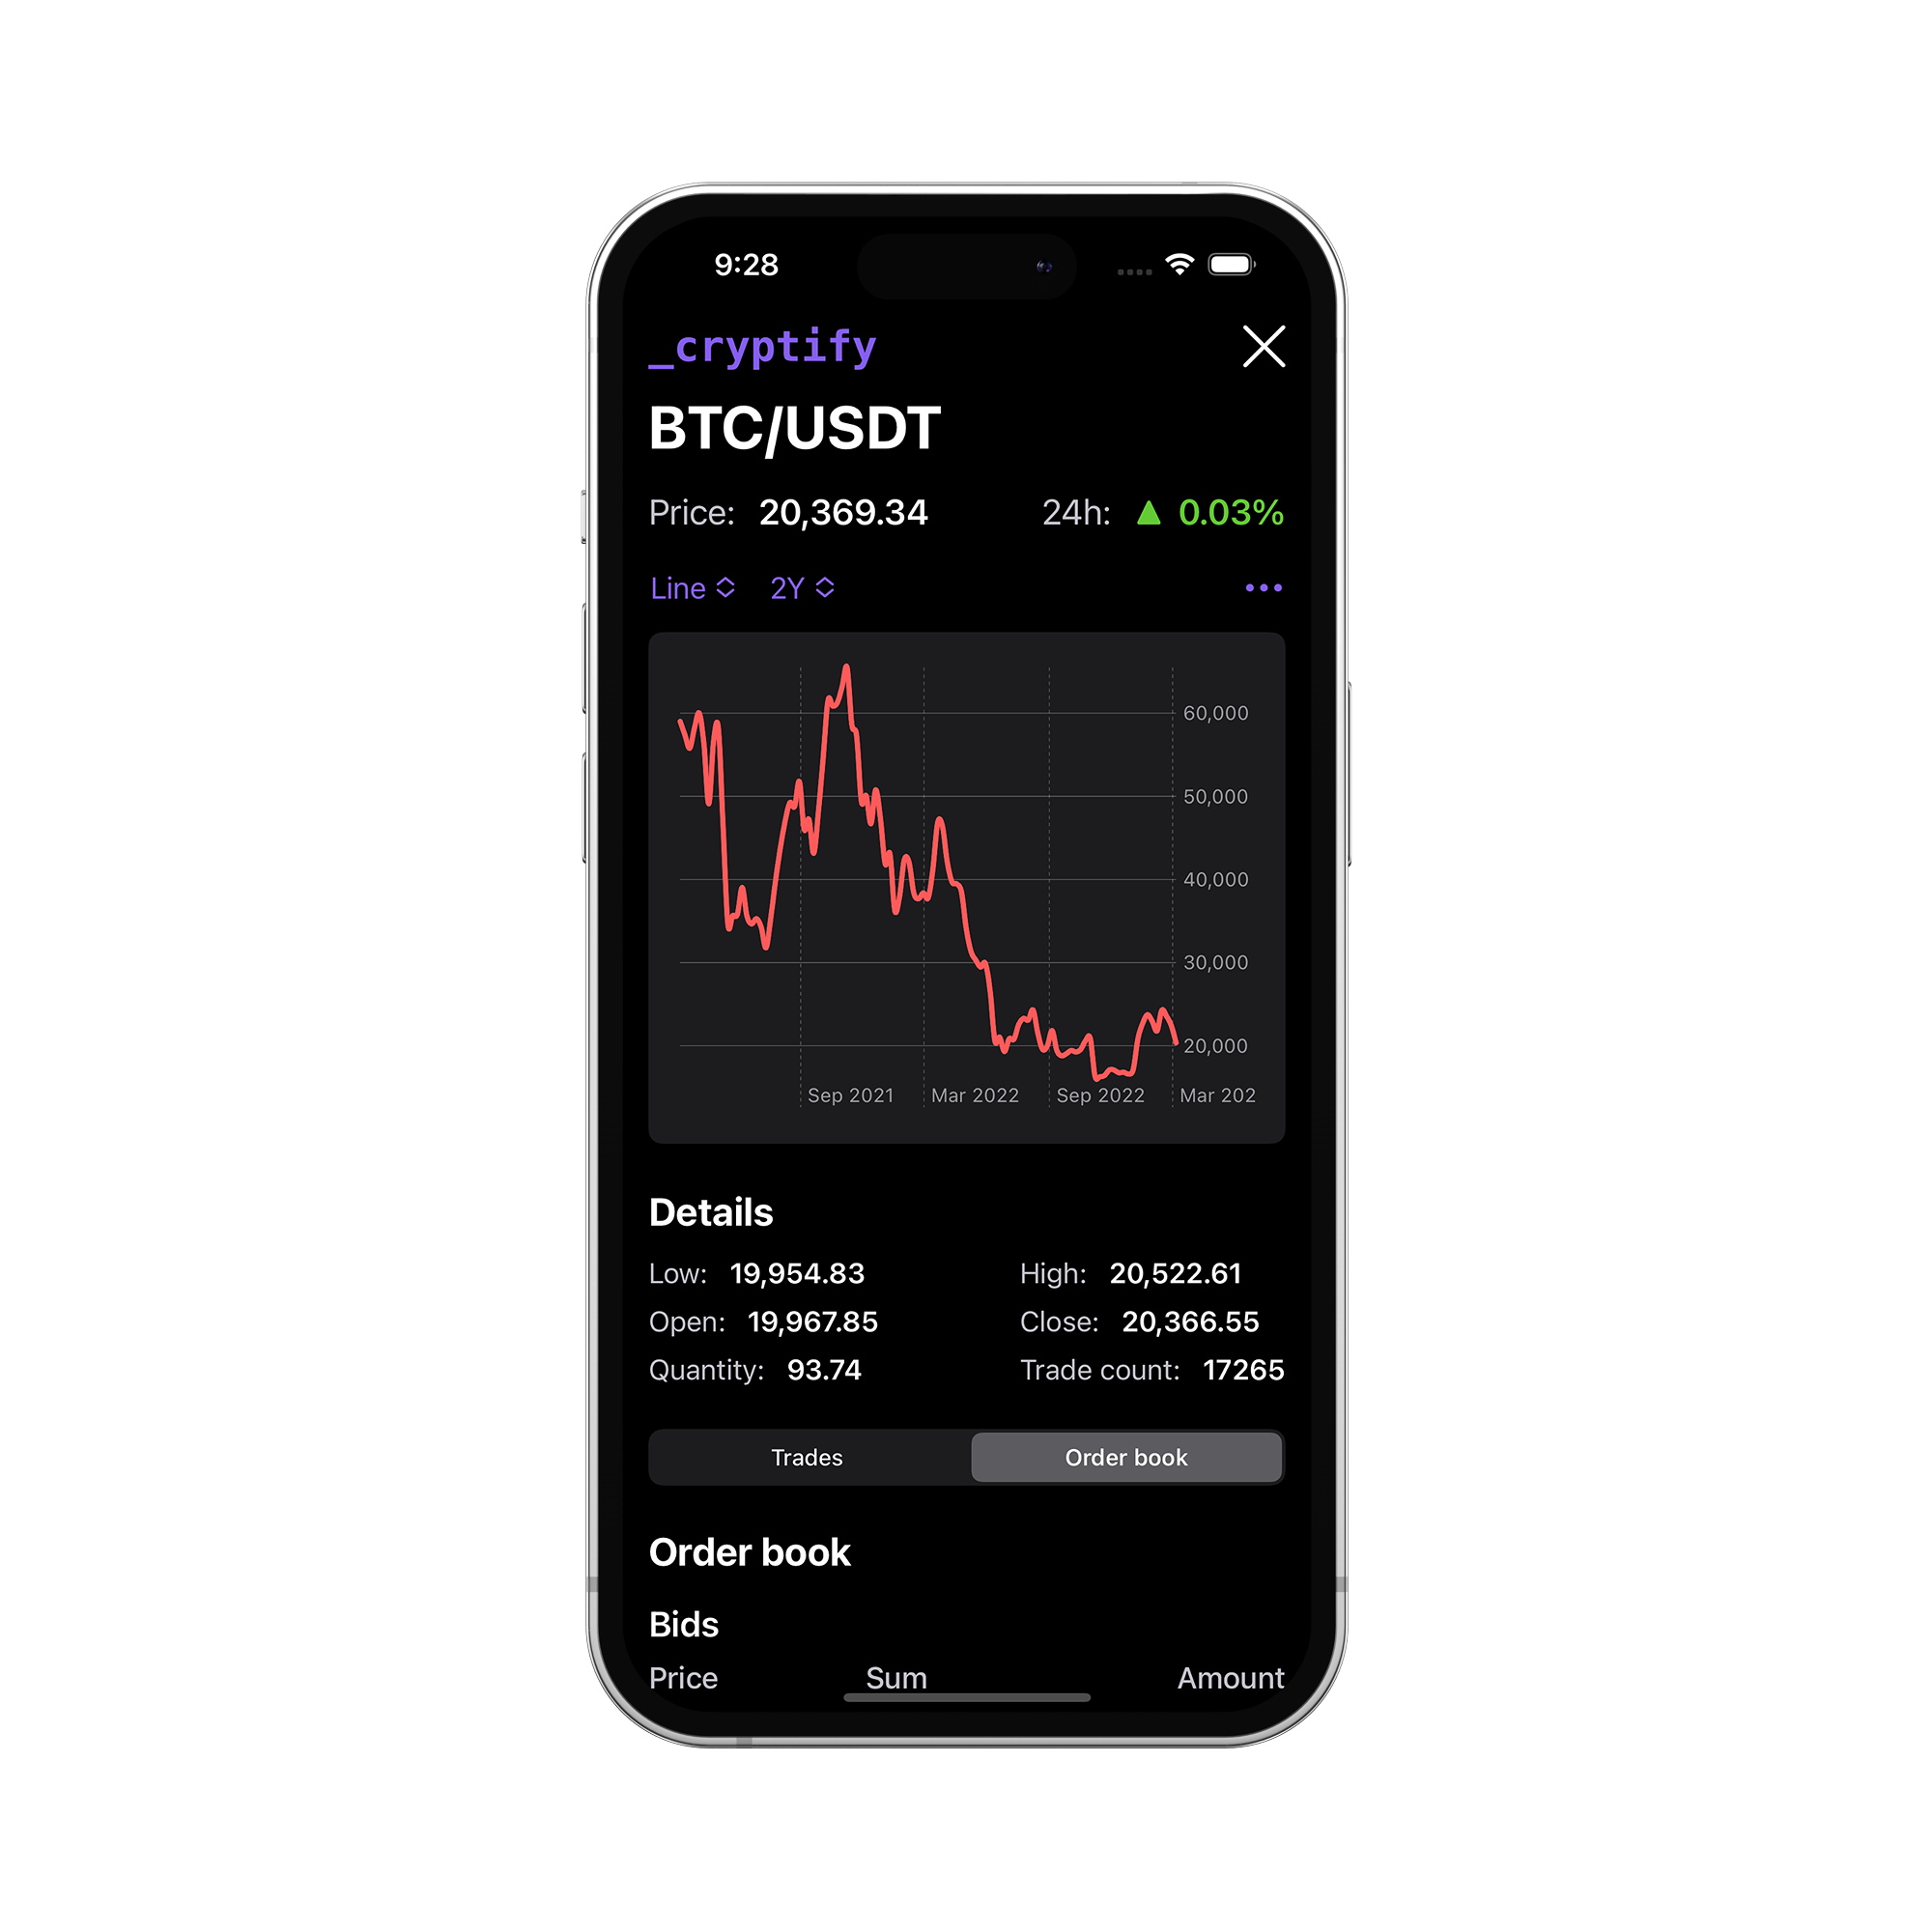 9:28
_cryptify
BTC/USDT
Price: 20,369.34 24h: ▲ 0.03%
Line 2Y
60,000
50,000
40,000
30,000
20,000
Sep 2021 Mar 2022 Sep 2022 Mar 202
Details
Low: 19,954.83 High: 20,522.61
Open: 19,967.85 Close: 20,366.55
Quantity: 93.74 Trade count: 17265
Trades Order book
Order book
Bids
Price Sum Amount